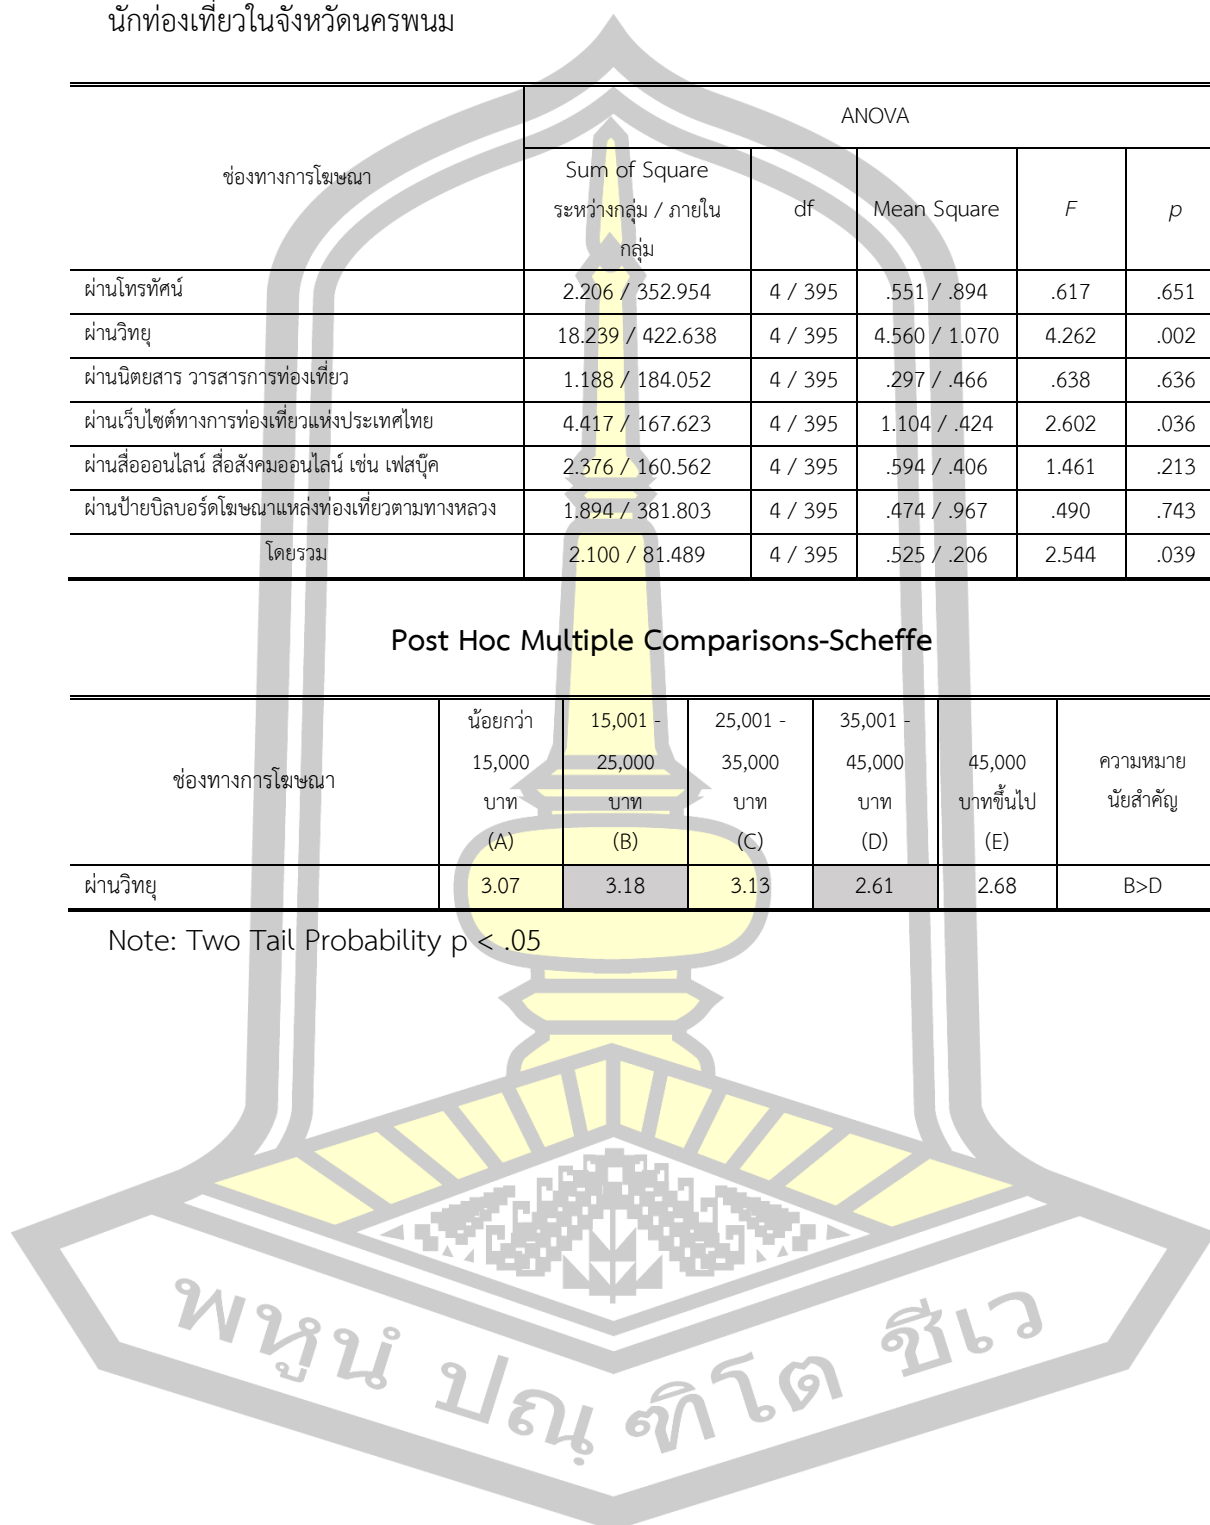 นักท่องเที่ยวในจังหวัดนครพนม
ช่องทางการโฆษณา
ANOVA
Sum of Square
ระหว่างกลุ่ม / ภายใน
กลุ่ม
df
Mean Square
F
p
ผ่านโทรทัศน์ 2.206 / 352.954 4 / 395 .551 / .894 .617 .651
ผ่านวิทยุ 18.239 / 422.638 4 / 395 4.560 / 1.070 4.262 .002
ผ่านนิตยสาร วารสารการท่องเที่ยว 1.188 / 184.052 4 / 395 .297 / .466 .638 .636
ผ่านเว็บไซต์ทางการท่องเที่ยวแห่งประเทศไทย 4.417 / 167.623 4 / 395 1.104 / .424 2.602 .036
ผ่านสื่อออนไลน์ สื่อสังคมออนไลน์ เช่น เฟสบุ๊ค 2.376 / 160.562 4 / 395 .594 / .406 1.461 .213
ผ่านป้ายบิลบอร์ดโฆษณาแหล่งท่องเที่ยวตามทางหลวง 1.894 / 381.803 4 / 395 .474 / .967 .490 .743
โดยรวม 2.100 / 81.489 4 / 395 .525 / .206 2.544 .039
Post Hoc Multiple Comparisons-Scheffe
ช่องทางการโฆษณา
น้อยกว่า
15,000
บาท
(A)
15,001 -
25,000
บาท
(B)
25,001 -
35,000
บาท
(C)
35,001 -
45,000
บาท
(D)
45,000
บาทขึ้นไป
(E)
ความหมาย
นัยสำคัญ
ผ่านวิทยุ 3.07 3.18 3.13 2.61 2.68 B>D
Note: Two Tail Probability p < .05
พหูนํ ปณฺฑิโต ชีเว